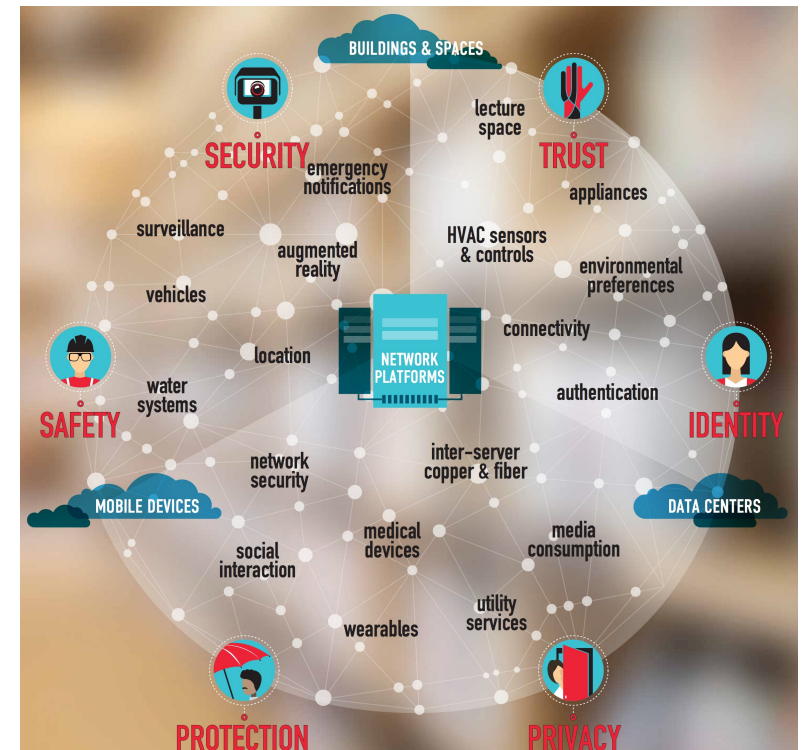 BUILDINGS & SPACES
lecture
space
SECURITY
TRUST
emergency
notifications
appliances
surveillance
HVAC sensors
& controls
augmented
reality
environmental
preferences
vehicles
connectivity
NETWORK
PLATFORMS
location
water
systems
authentication
SAFETY
IDENTITY
network
security
inter-server
copper & fiber
MOBILE DEVICES
DATA CENTERS
medical
devices
media
consumption
social
interaction
utility
services
wearables
PROTECTION
PRIVACY